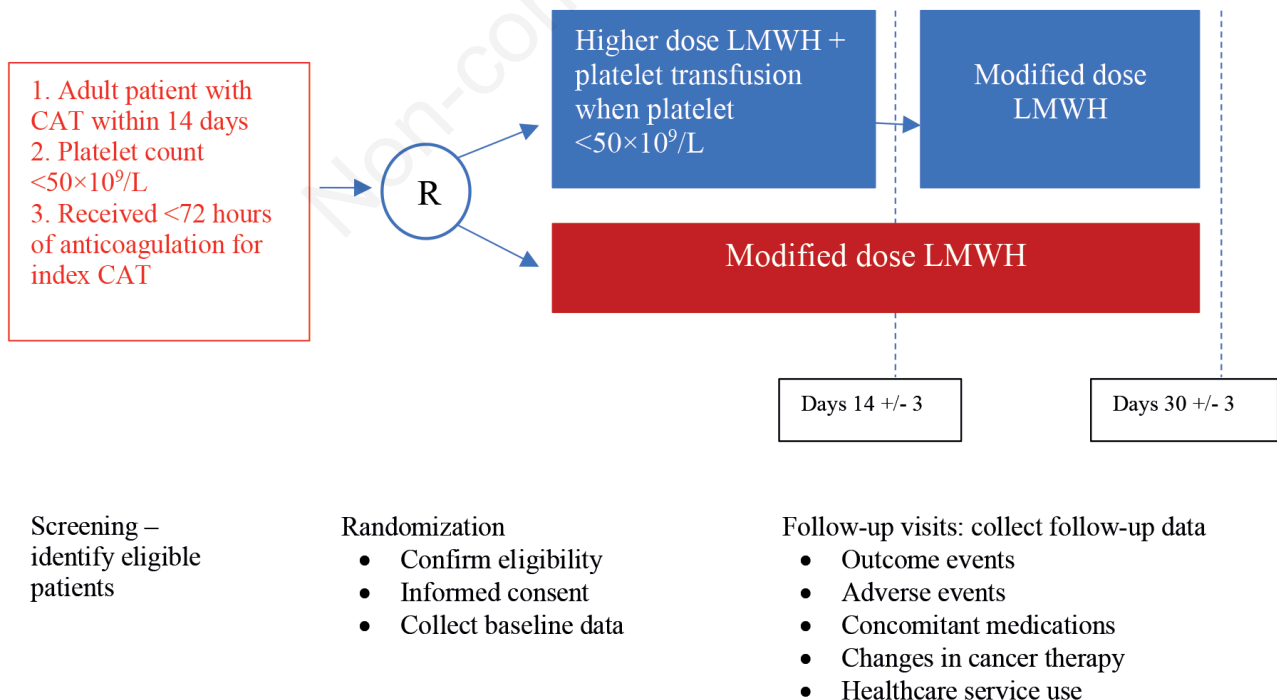 1. Adult patient with
CAT within 14 days
2. Platelet count
<50×10⁹/L
3. Received <72 hours
of anticoagulation for
index CAT
R
Higher dose LMWH +
platelet transfusion
when platelet
<50×10⁹/L
Modified dose
LMWH
Modified dose LMWH
Days 14 +/- 3
Days 30 +/- 3
Screening –
identify eligible
patients
Randomization
• Confirm eligibility
• Informed consent
• Collect baseline data
Follow-up visits: collect follow-up data
• Outcome events
• Adverse events
• Concomitant medications
• Changes in cancer therapy
• Healthcare service use
Non-com